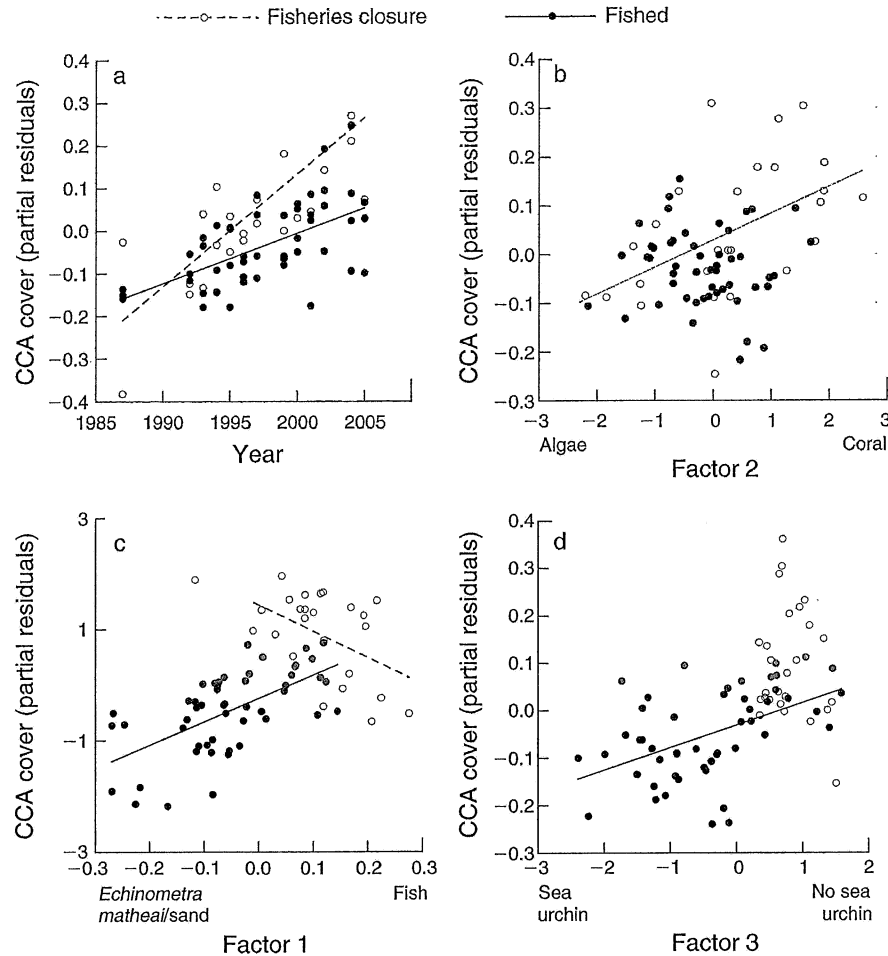 Fisheries closure Fished
a
CCA cover (partial residuals)
0.4
0.3
0.2
0.1
0.0
−0.1
−0.2
−0.3
−0.4
1985 1990 1995 2000 2005
Year
b
CCA cover (partial residuals)
0.4
0.3
0.2
0.1
0.0
−0.1
−0.2
−0.3
−3 −2 −1 0 1 2 3
Algae Coral
Factor 2
c
CCA cover (partial residuals)
3
1
−1
−3
−0.3 −0.2 −0.1 0.0 0.1 0.2 0.3
Echinometra Fish
matheai/sand
Factor 1
d
CCA cover (partial residuals)
0.4
0.3
0.2
0.1
0.0
−0.1
−0.2
−0.3
−3 −2 −1 0 1 2
Sea No sea
urchin urchin
Factor 3